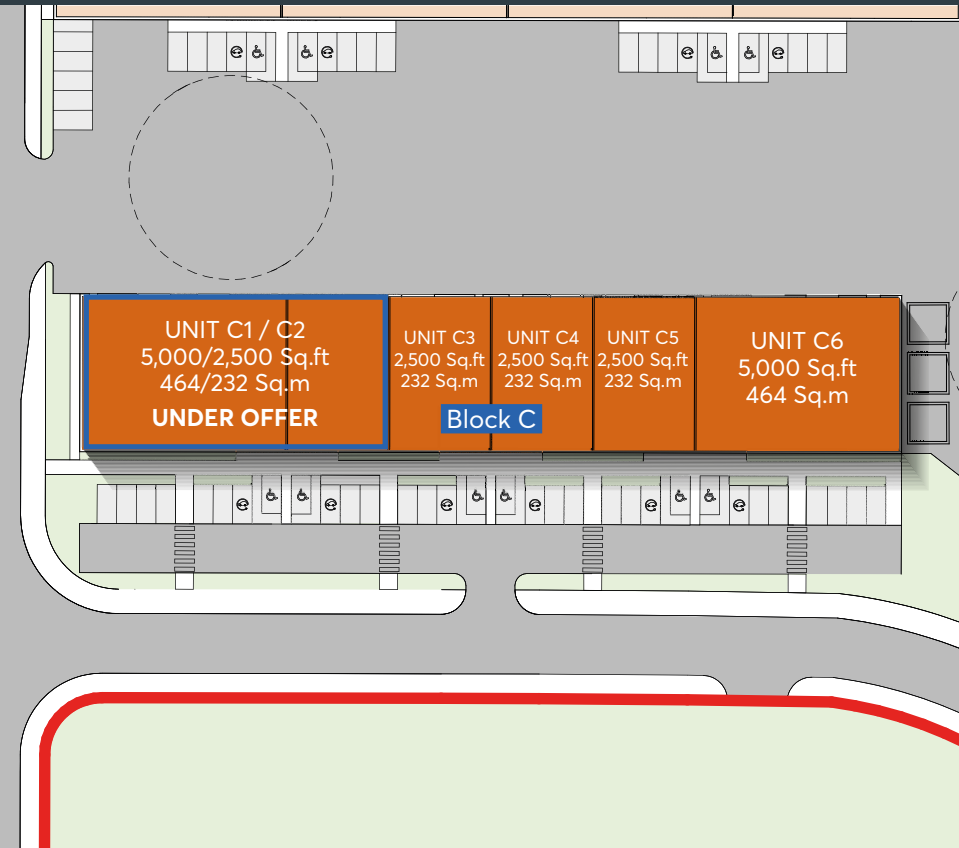 UNIT C1 / C2
5,000/2,500 Sq.ft
464/232 Sq.m
UNDER OFFER
UNIT C3
2,500 Sq.ft
232 Sq.m
UNIT C4
2,500 Sq.ft
232 Sq.m
UNIT C5
2,500 Sq.ft
232 Sq.m
UNIT C6
5,000 Sq.ft
464 Sq.m
Block C